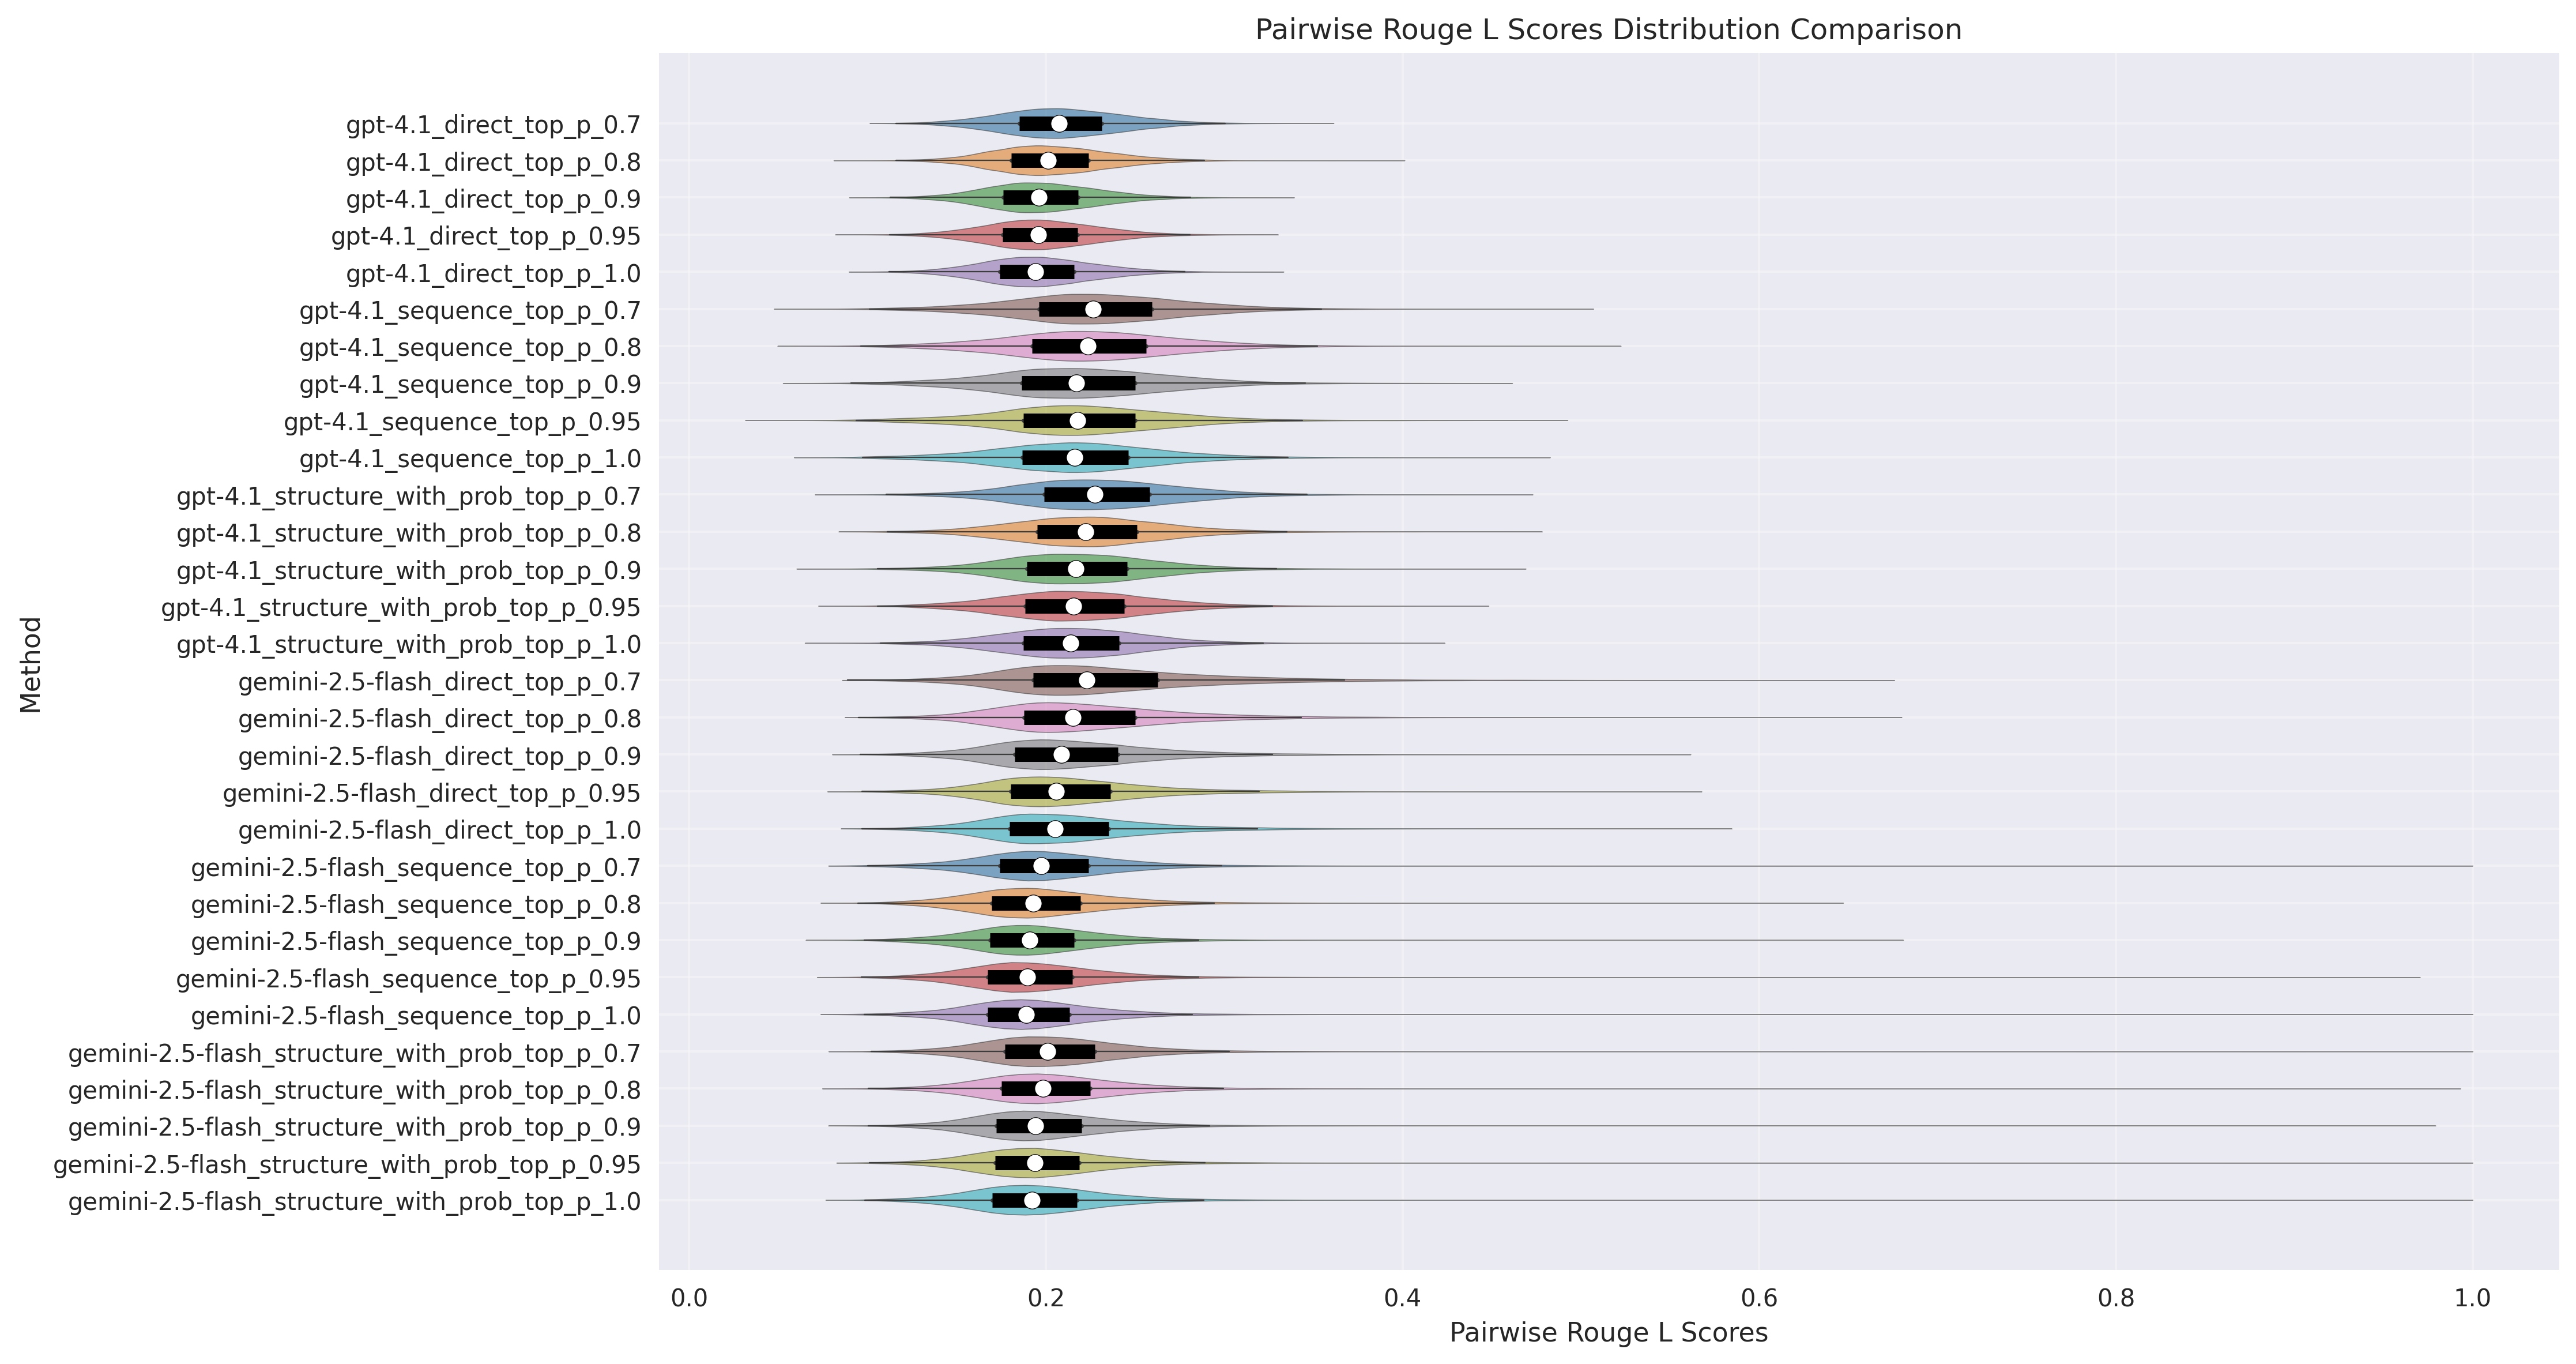 Pairwise Rouge L Scores Distribution Comparison
gpt-4.1_direct_top_p_0.7
gpt-4.1_direct_top_p_0.8
gpt-4.1_direct_top_p_0.9
gpt-4.1_direct_top_p_0.95
gpt-4.1_direct_top_p_1.0
gpt-4.1_sequence_top_p_0.7
gpt-4.1_sequence_top_p_0.8
gpt-4.1_sequence_top_p_0.9
gpt-4.1_sequence_top_p_0.95
gpt-4.1_sequence_top_p_1.0
gpt-4.1_structure_with_prob_top_p_0.7
gpt-4.1_structure_with_prob_top_p_0.8
gpt-4.1_structure_with_prob_top_p_0.9
gpt-4.1_structure_with_prob_top_p_0.95
gpt-4.1_structure_with_prob_top_p_1.0
gemini-2.5-flash_direct_top_p_0.7
gemini-2.5-flash_direct_top_p_0.8
gemini-2.5-flash_direct_top_p_0.9
gemini-2.5-flash_direct_top_p_0.95
gemini-2.5-flash_direct_top_p_1.0
gemini-2.5-flash_sequence_top_p_0.7
gemini-2.5-flash_sequence_top_p_0.8
gemini-2.5-flash_sequence_top_p_0.9
gemini-2.5-flash_sequence_top_p_0.95
gemini-2.5-flash_sequence_top_p_1.0
gemini-2.5-flash_structure_with_prob_top_p_0.7
gemini-2.5-flash_structure_with_prob_top_p_0.8
gemini-2.5-flash_structure_with_prob_top_p_0.9
gemini-2.5-flash_structure_with_prob_top_p_0.95
gemini-2.5-flash_structure_with_prob_top_p_1.0
Method
0.0 0.2 0.4 0.6 0.8 1.0
Pairwise Rouge L Scores